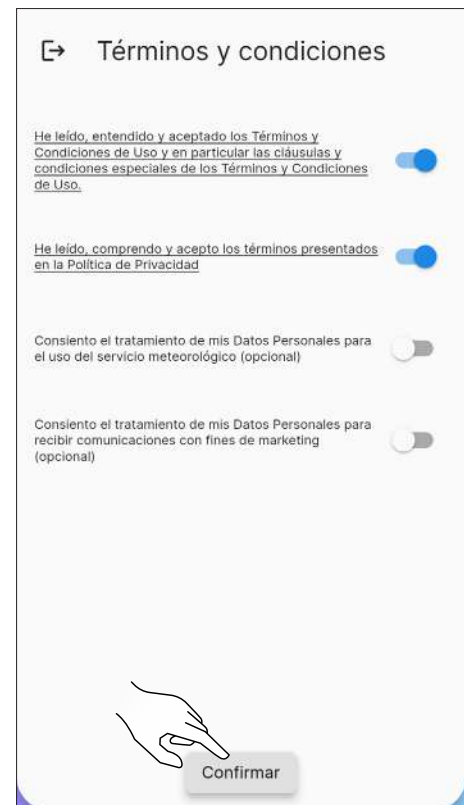 Términos y condiciones
He leído, entendido y aceptado los Términos y
Condiciones de Uso y en particular las cláusulas y
condiciones especiales de los Términos y Condiciones
de Uso.
He leído, comprendo y acepto los términos presentados
en la Política de Privacidad
Consiento el tratamiento de mis Datos Personales para
el uso del servicio meteorológico (opcional)
Consiento el tratamiento de mis Datos Personales para
recibir comunicaciones con fines de marketing
(opcional)
Confirmar